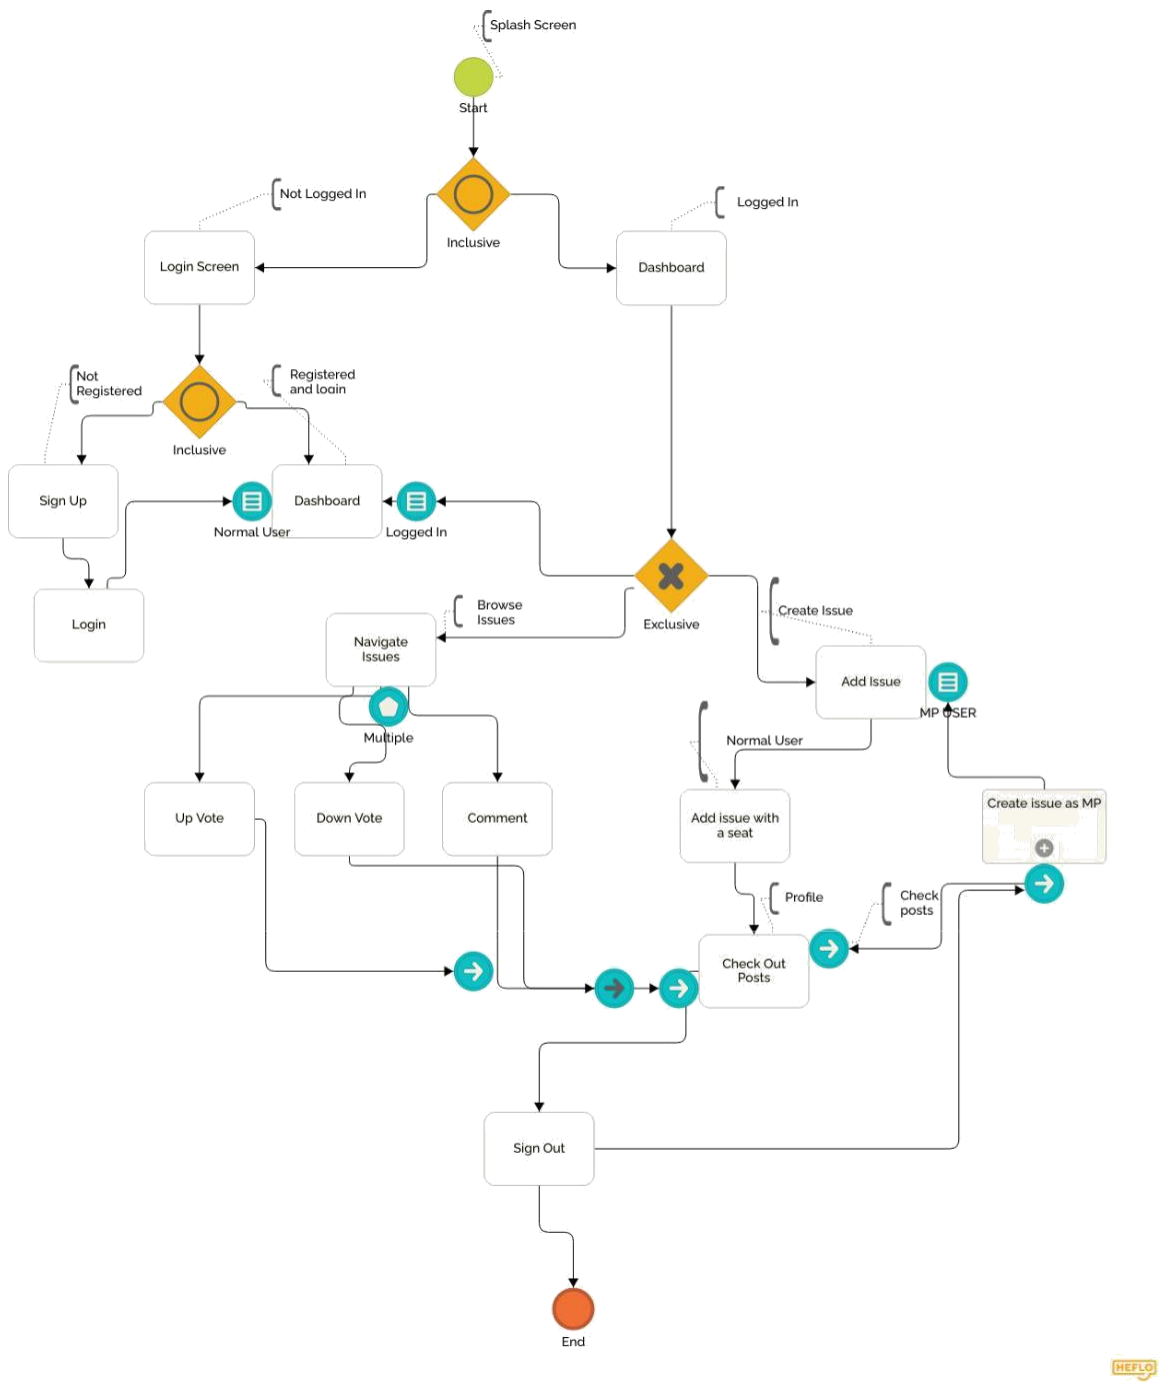 Splash Screen
Start
Not Logged In
Logged In
Inclusive
Login Screen
Dashboard
Not
Registered
Registered
and login
Inclusive
Sign Up
Dashboard
Normal User
Logged In
Login
Browse
Issues
Create Issue
Exclusive
Navigate
Issues
Add Issue
MP USER
Multiple
Normal User
Up Vote
Down Vote
Comment
Add issue with
a seat
Create issue as MP
Profile
Check
posts
Check Out
Posts
Sign Out
End
HEFLO